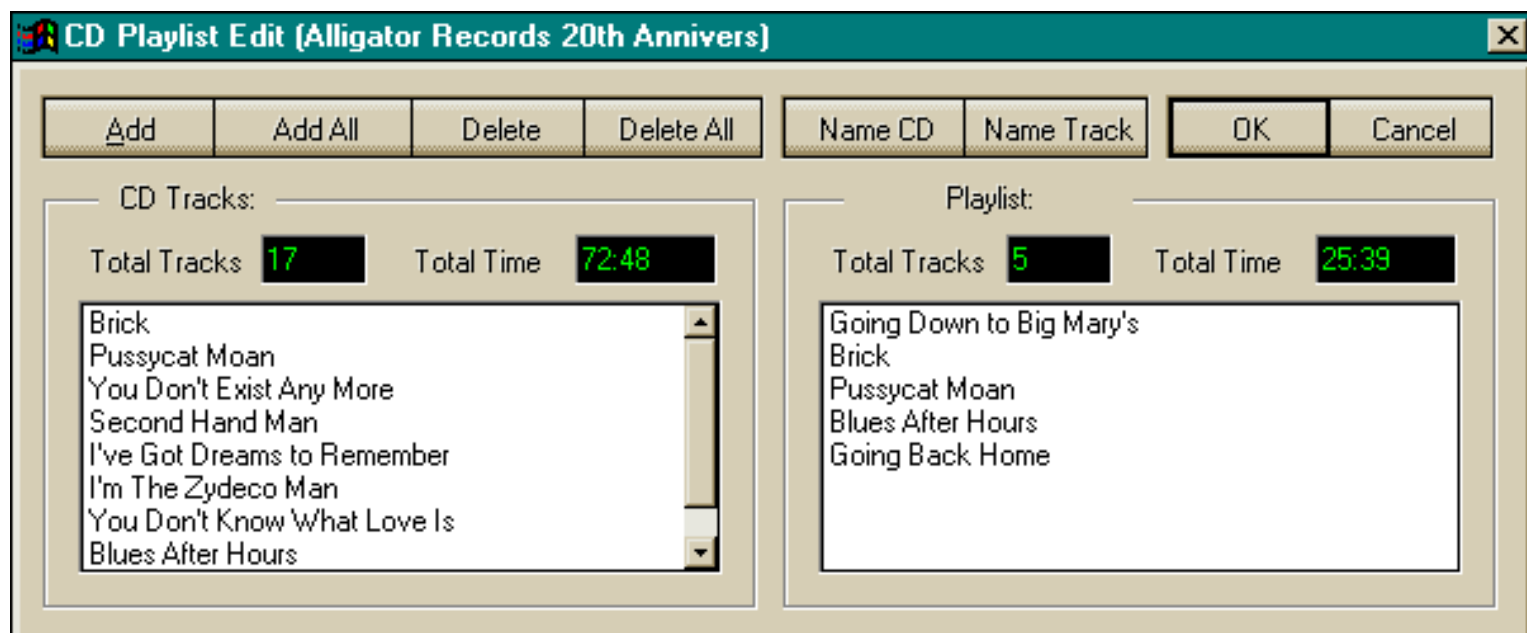 CD Playlist Edit (Alligator Records 20th Annivers)
Add Add All Delete Delete All Name CD Name Track OK Cancel
CD Tracks:
Total Tracks 17 Total Time 72:48
Brick
Pussycat Moan
You Don't Exist Any More
Second Hand Man
I've Got Dreams to Remember
I'm The Zydeco Man
You Don't Know What Love Is
Blues After Hours
Playlist:
Total Tracks 5 Total Time 25:39
Going Down to Big Mary's
Brick
Pussycat Moan
Blues After Hours
Going Back Home